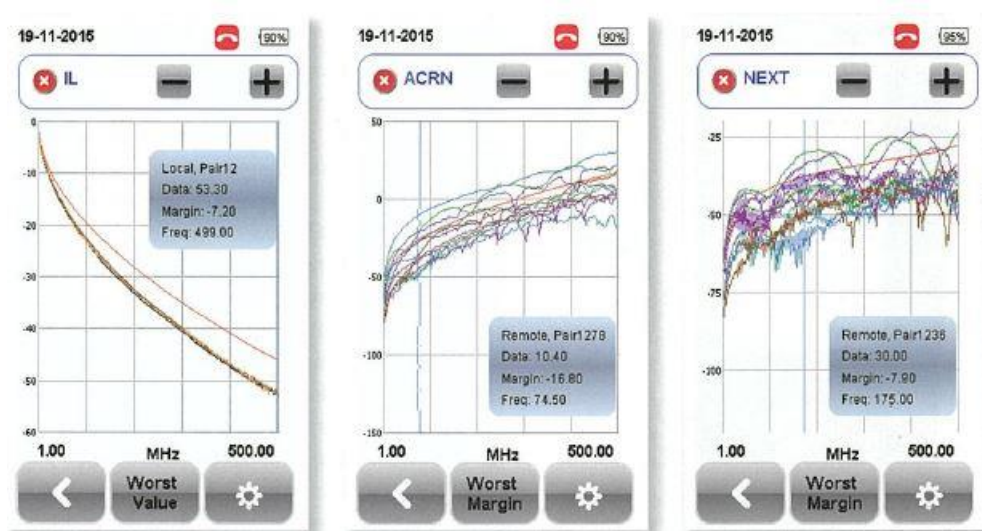 19-11-2015
90%
IL
0
-10
-20
-30
-40
-50
-60
Local, Pair12
Data: 53.30
Margin: -7.20
Freq: 499.00
1.00
MHz
500.00
Worst
Value
19-11-2015
90%
ACRN
50
0
-50
-100
-150
Remote, Pair1278
Data: 10.40
Margin: -16.80
Freq: 74.50
1.00
MHz
500.00
Worst
Margin
19-11-2015
95%
NEXT
-25
-50
-75
-100
Remote, Pair1236
Data: 30.00
Margin: -7.90
Freq: 175.00
1.00
MHz
500.00
Worst
Margin